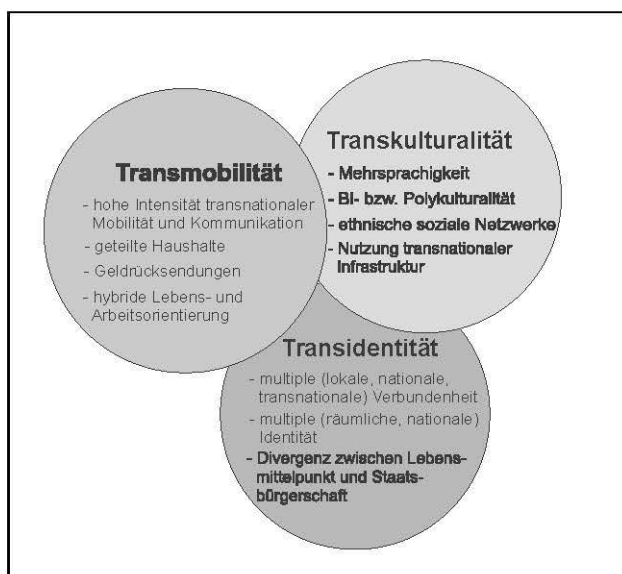 Transmobilität
- hohe Intensität transnationaler
Mobilität und Kommunikation
- geteilte Haushalte
- Geldrücksendungen
- hybride Lebens- und
Arbeitsorientierung
Transkulturalität
- Mehrsprachigkeit
- Bi- bzw. Polykulturalität
- ethnische soziale Netzwerke
- Nutzung transnationaler
Infrastruktur
Transidentität
- multiple (lokale, nationale,
transnationale) Verbundenheit
- multiple (räumliche, nationale)
Identität
- Divergenz zwischen Lebens-
mittelpunkt und Staats-
bürgerschaft